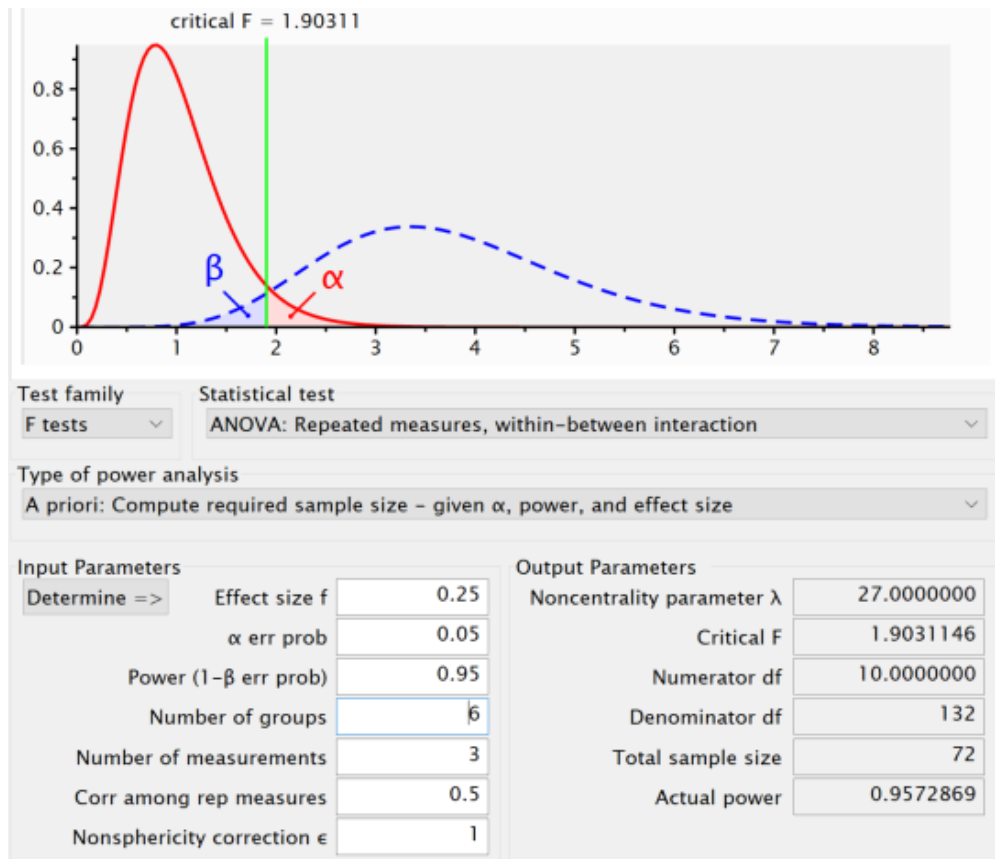 critical F = 1.90311
0.8
0.6
0.4
0.2
0
β
α
0 1 2 3 4 5 6 7 8
Test family Statistical test
F tests ANOVA: Repeated measures, within-between interaction
Type of power analysis
A priori: Compute required sample size - given α, power, and effect size
Input Parameters Output Parameters
Determine => Effect size f 0.25 Noncentrality parameter λ 27.0000000
α err prob 0.05 Critical F 1.9031146
Power (1-β err prob) 0.95 Numerator df 10.0000000
Number of groups 6 Denominator df 132
Number of measurements 3 Total sample size 72
Corr among rep measures 0.5 Actual power 0.9572869
Nonsphericity correction ϵ 1